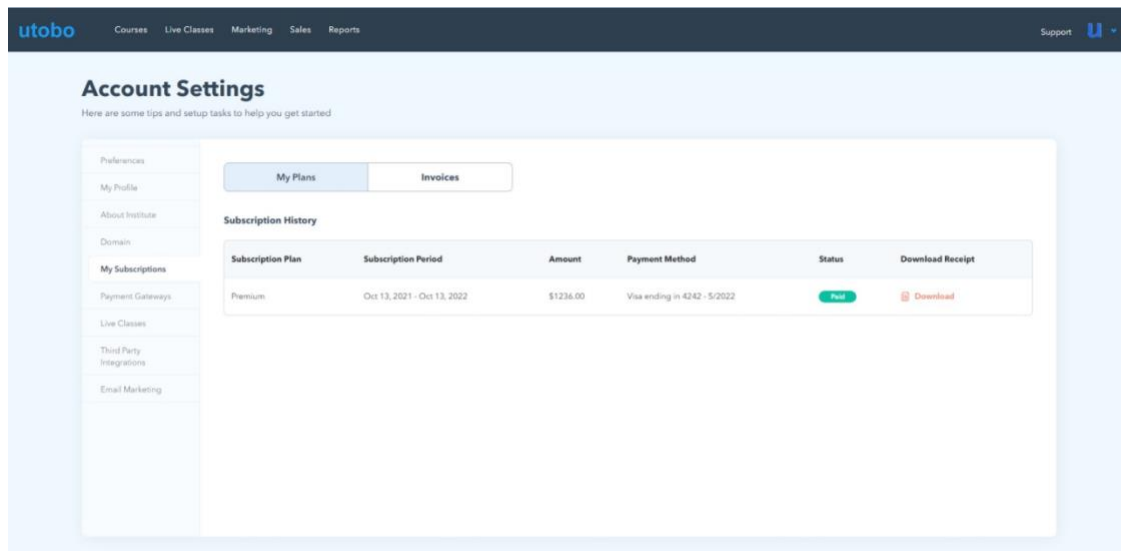 utobo Courses Live Classes Marketing Sales Reports Support
Account Settings
Here are some tips and setup tasks to help you get started
Preferences
My Profile
About Institute
Domain
My Subscriptions
Payment Gateways
Live Classes
Third Party
Integrations
Email Marketing
My Plans Invoices
Subscription History
Subscription Plan Subscription Period Amount Payment Method Status Download Receipt
Premium Oct 13, 2021 - Oct 13, 2022 $1236.00 Visa ending in 4242 - 5/2022 Paid Download